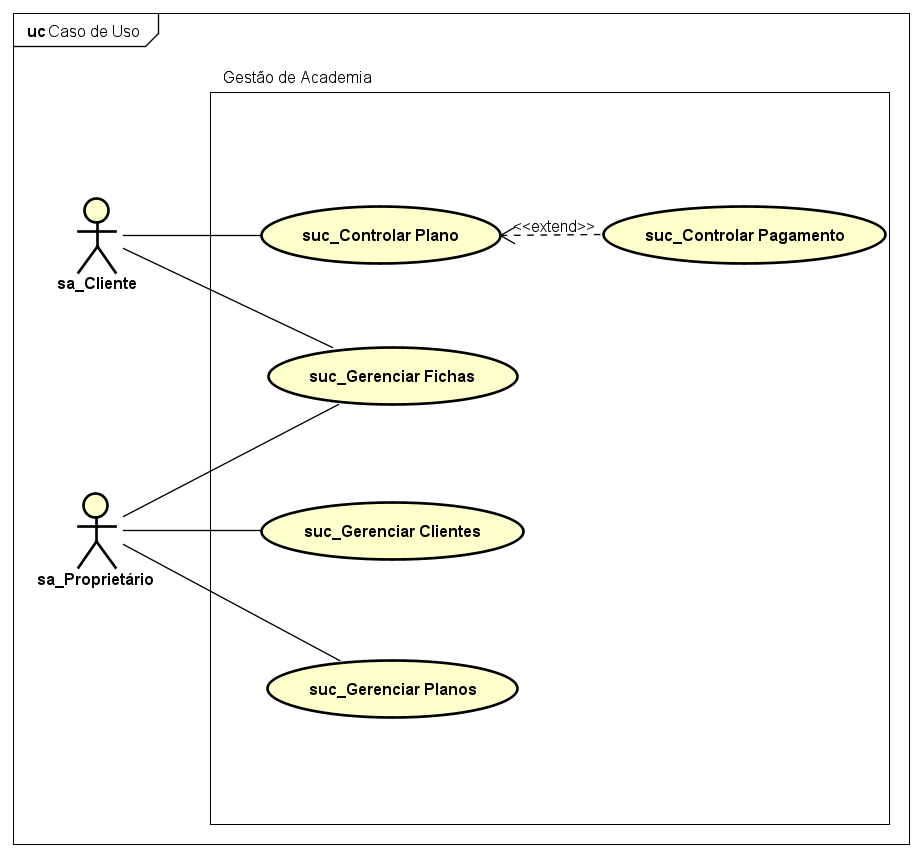 uc Caso de Uso
Gestão de Academia
suc_Controlar Plano
<<extend>>
suc_Controlar Pagamento
sa_Cliente
suc_Gerenciar Fichas
suc_Gerenciar Clientes
sa_Proprietário
suc_Gerenciar Planos